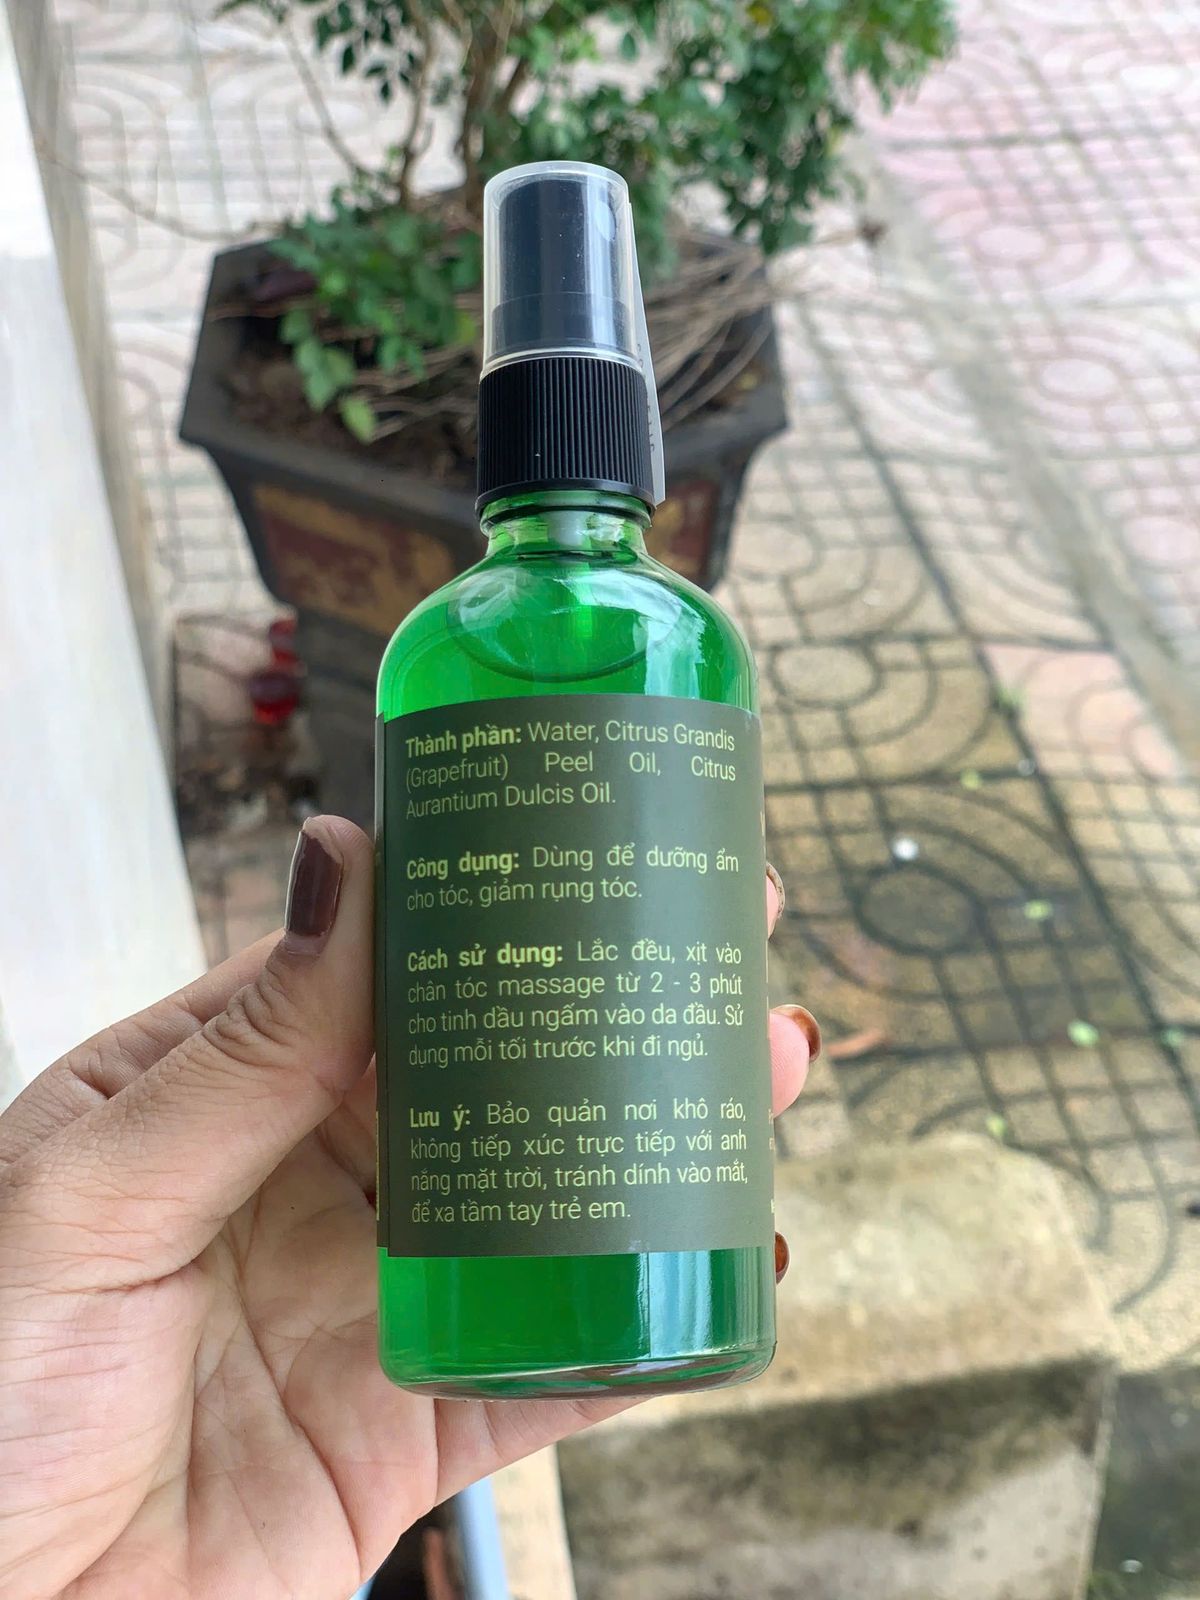 Thành phần: Water, Citrus Grandis
(Grapefruit) Peel Oil, Citrus
Aurantium Dulcis Oil.
Công dụng: Dùng để dưỡng ẩm
cho tóc, giảm rụng tóc.
Cách sử dụng: Lắc đều, xịt vào
chân tóc massage từ 2 - 3 phút
cho tinh dầu ngấm vào da đầu. Sử
dụng mỗi tối trước khi đi ngủ.
Lưu ý: Bảo quản nơi khô ráo,
không tiếp xúc trực tiếp với anh
nắng mặt trời, tránh dính vào mắt,
để xa tầm tay trẻ em.